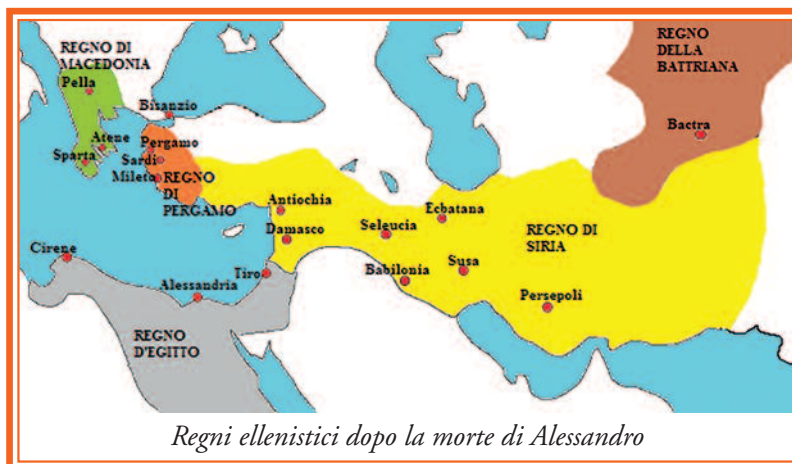 REGNO DI
MACEDONIA
Pella
REGNO
DELLA
BATTRIANA
Bisanzio
Bactra
Atene
Pergamo
Sparta
Sardi
Mileto
REGNO
DI
PERGAMO
Antiochia
Ecbatana
Seleucia
REGNO DI
SIRIA
Damasco
Cirene
Tiro
Susa
Babilonia
Alessandria
Persepoli
REGNO
D'EGITTO
Regni ellenistici dopo la morte di Alessandro